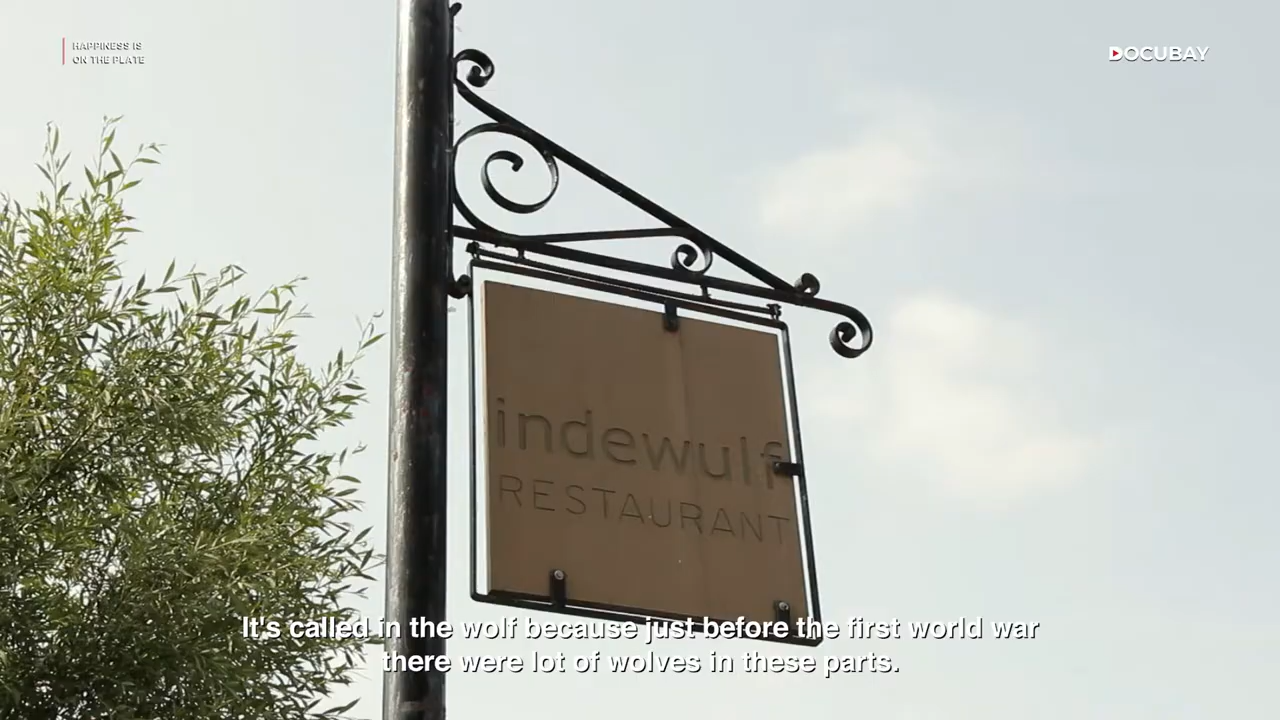 HAPPINESS IS
ON THE PLATE
DOCUBAY
indewulf
RESTAURANT
It's called in the wolf because just before the first world war
there were lot of wolves in these parts.